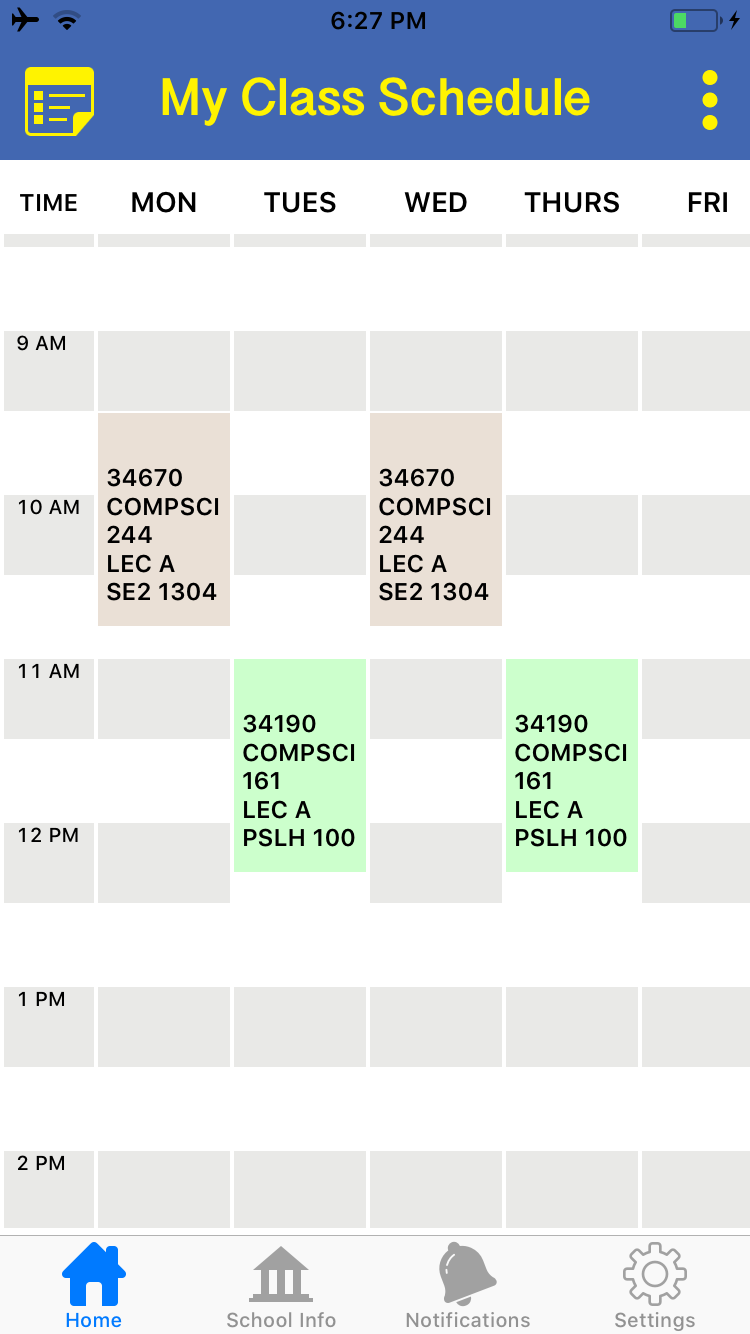 6:27 PM
My Class Schedule
TIME MON TUES WED THURS FRI
9 AM
34670
COMPSCI
244
LEC A
SE2 1304
34670
COMPSCI
244
LEC A
SE2 1304
10 AM
11 AM
34190
COMPSCI
161
LEC A
PSLH 100
34190
COMPSCI
161
LEC A
PSLH 100
12 PM
1 PM
2 PM
Home School Info Notifications Settings